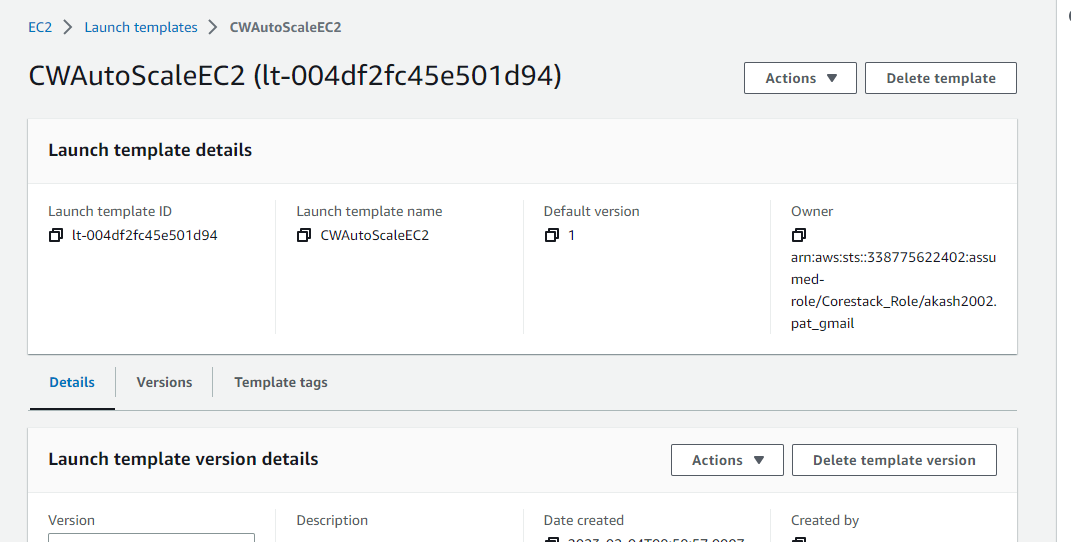 EC2 > Launch templates > CWAutoScaleEC2
CWAutoScaleEC2 (lt-004df2fc45e501d94)
Actions ▼ Delete template
Launch template details
Launch template ID Launch template name Default version Owner
lt-004df2fc45e501d94 CWAutoScaleEC2 1
arn:aws:sts::338775622402:assu
med-
role/Corestack_Role/akash2002.
pat_gmail
Details Versions Template tags
Launch template version details
Actions ▼ Delete template version
Version Description Date created Created by